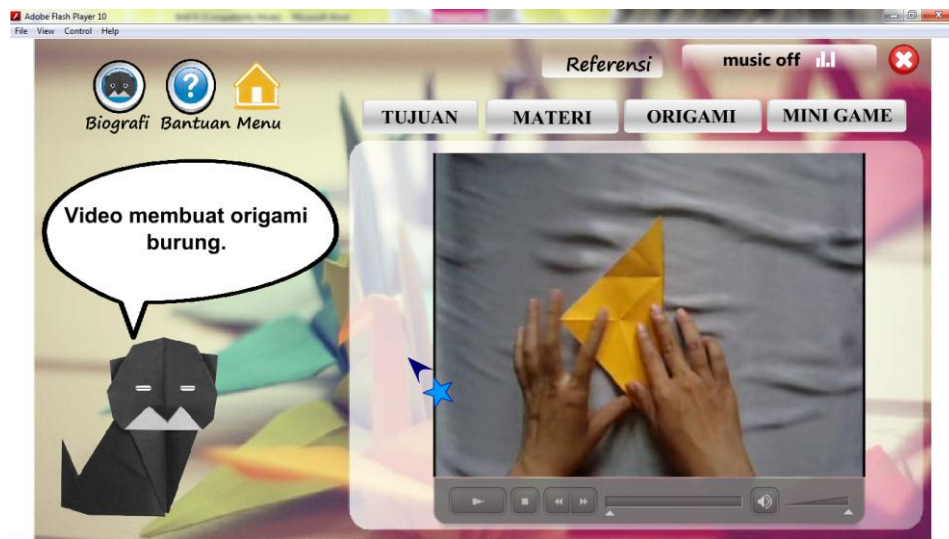 Adobe Flash Player 10
File View Control Help
Referensi
music off
Biografi Bantuan Menu
TUJUAN MATERI ORIGAMI MINI GAME
Video membuat origami
burung.